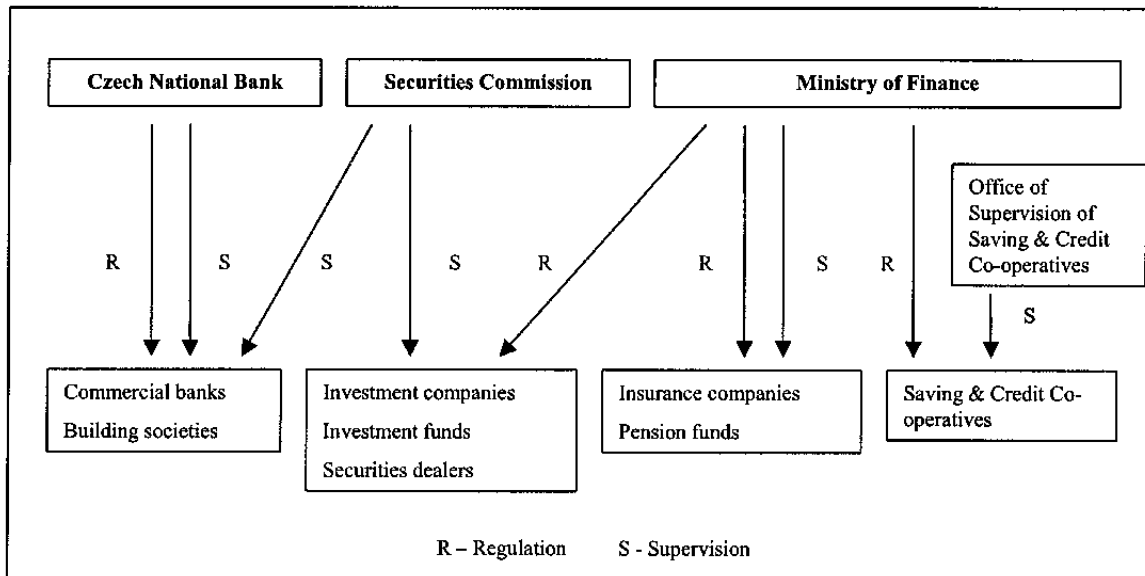 Czech National Bank
Securities Commission
Ministry of Finance
Office of
Supervision of
Saving & Credit
Co-operatives
R
S
S
S
R
R
S
R
S
Commercial banks
Building societies
Investment companies
Investment funds
Securities dealers
Insurance companies
Pension funds
Saving & Credit Co-
operatives
R – Regulation S - Supervision